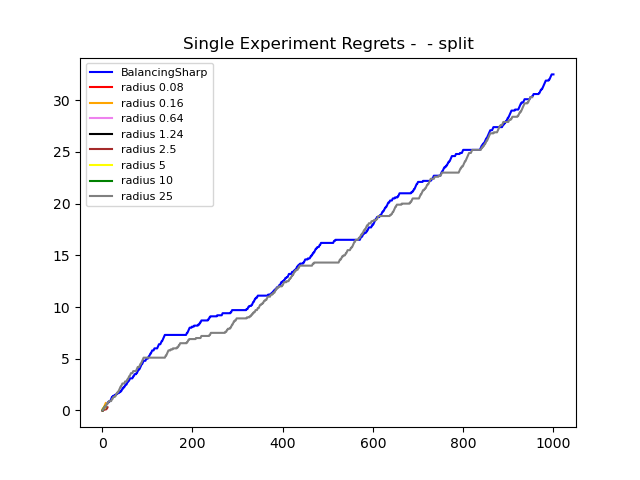 Single Experiment Regrets -  - split
BalancingSharp
radius 0.08
radius 0.16
radius 0.64
radius 1.24
radius 2.5
radius 5
radius 10
radius 25
30
25
20
15
10
5
0
0 200 400 600 800 1000